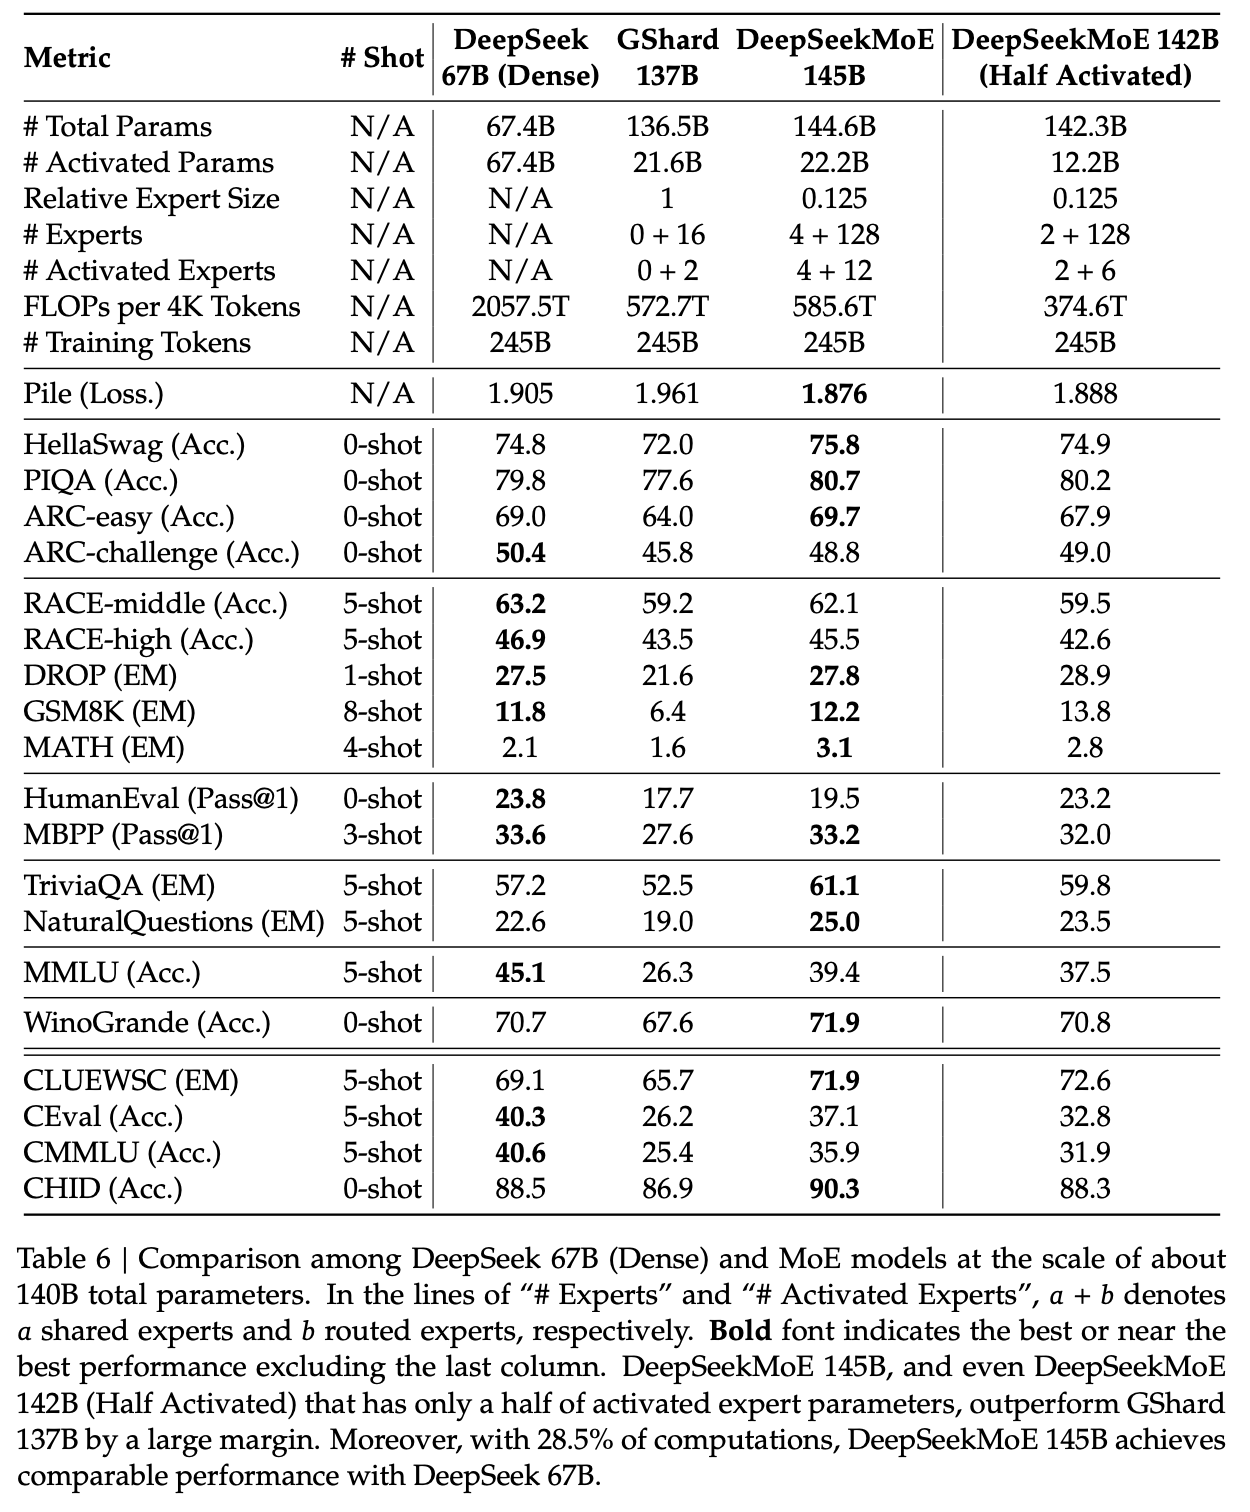 Metric # Shot DeepSeek 67B (Dense) GShard 137B DeepSeekMoE 145B DeepSeekMoE 142B (Half Activated)
# Total Params N/A 67.4B 136.5B 144.6B 142.3B
# Activated Params N/A 67.4B 21.6B 22.2B 12.2B
Relative Expert Size N/A N/A 1 0.125 0.125
# Experts N/A N/A 0 + 16 4 + 128 2 + 128
# Activated Experts N/A N/A 0 + 2 4 + 12 2 + 6
FLOPs per 4K Tokens N/A 2057.5T 572.7T 585.6T 374.6T
# Training Tokens N/A 245B 245B 245B 245B
Pile (Loss.) N/A 1.905 1.961 1.876 1.888
HellaSwag (Acc.) 0-shot 74.8 72.0 75.8 74.9
PIQA (Acc.) 0-shot 79.8 77.6 80.7 80.2
ARC-easy (Acc.) 0-shot 69.0 64.0 69.7 67.9
ARC-challenge (Acc.) 0-shot 50.4 45.8 48.8 49.0
RACE-middle (Acc.) 5-shot 63.2 59.2 62.1 59.5
RACE-high (Acc.) 5-shot 46.9 43.5 45.5 42.6
DROP (EM) 1-shot 27.5 21.6 27.8 28.9
GSM8K (EM) 8-shot 11.8 6.4 12.2 13.8
MATH (EM) 4-shot 2.1 1.6 3.1 2.8
HumanEval (Pass@1) 0-shot 23.8 17.7 19.5 23.2
MBPP (Pass@1) 3-shot 33.6 27.6 33.2 32.0
TriviaQA (EM) 5-shot 57.2 52.5 61.1 59.8
NaturalQuestions (EM) 5-shot 22.6 19.0 25.0 23.5
MMLU (Acc.) 5-shot 45.1 26.3 39.4 37.5
WinoGrande (Acc.) 0-shot 70.7 67.6 71.9 70.8
CLUEWSC (EM) 5-shot 69.1 65.7 71.9 72.6
CEval (Acc.) 5-shot 40.3 26.2 37.1 32.8
CMMLU (Acc.) 5-shot 40.6 25.4 35.9 31.9
CHID (Acc.) 0-shot 88.5 86.9 90.3 88.3
Table 6 | Comparison among DeepSeek 67B (Dense) and MoE models at the scale of about
140B total parameters. In the lines of “# Experts” and “# Activated Experts”, a + b denotes
a shared experts and b routed experts, respectively. Bold font indicates the best or near the
best performance excluding the last column. DeepSeekMoE 145B, and even DeepSeekMoE
142B (Half Activated) that has only a half of activated expert parameters, outperform GShard
137B by a large margin. Moreover, with 28.5% of computations, DeepSeekMoE 145B achieves
comparable performance with DeepSeek 67B.